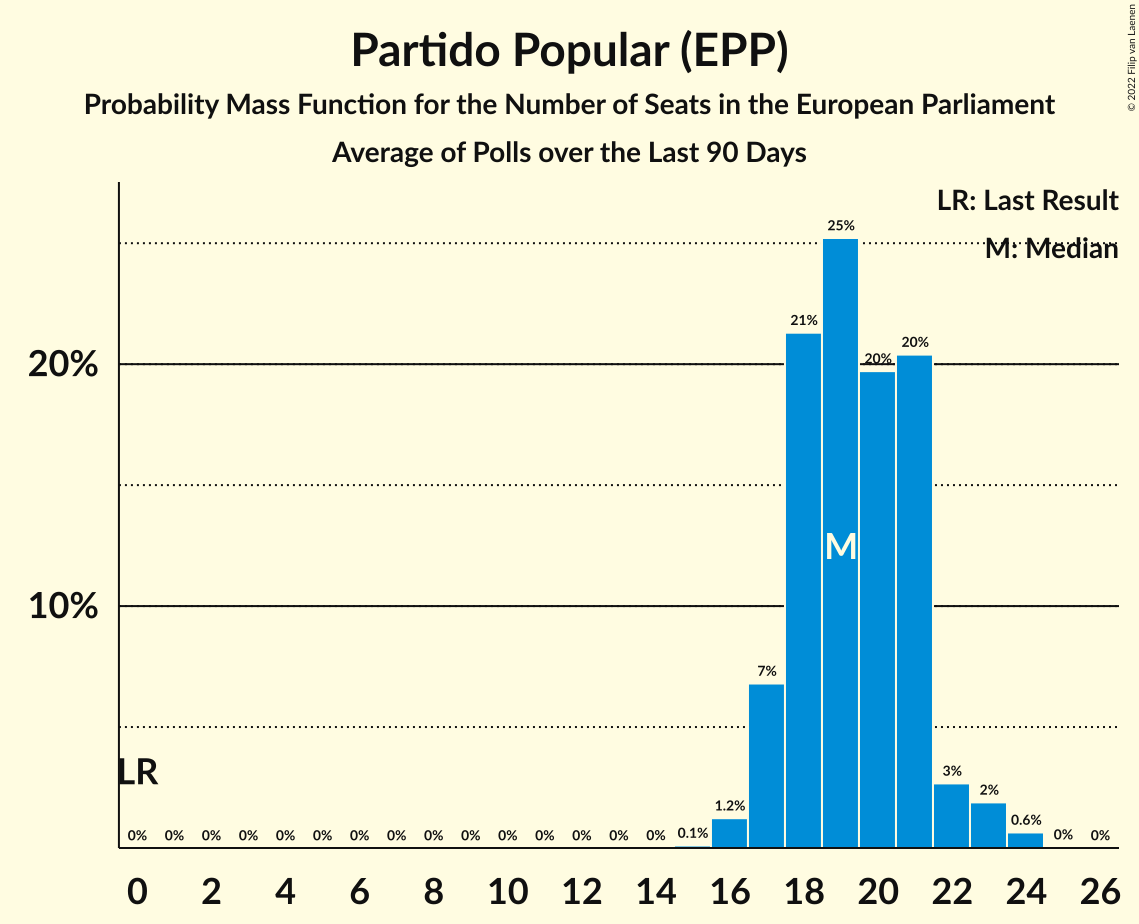 Partido Popular (EPP)
Probability Mass Function for the Number of Seats in the European Parliament
Average of Polls over the Last 90 Days
© 2022 Filip van Laenen
LR: Last Result
M: Median
25%
21%
20%
20%
20%
M
10%
7%
LR
3%
2%
1.2%
0.6%
0% 0% 0% 0% 0% 0% 0% 0% 0% 0% 0% 0% 0% 0% 0% 0.1% 0% 0%
0 2 4 6 8 10 12 14 16 18 20 22 24 26